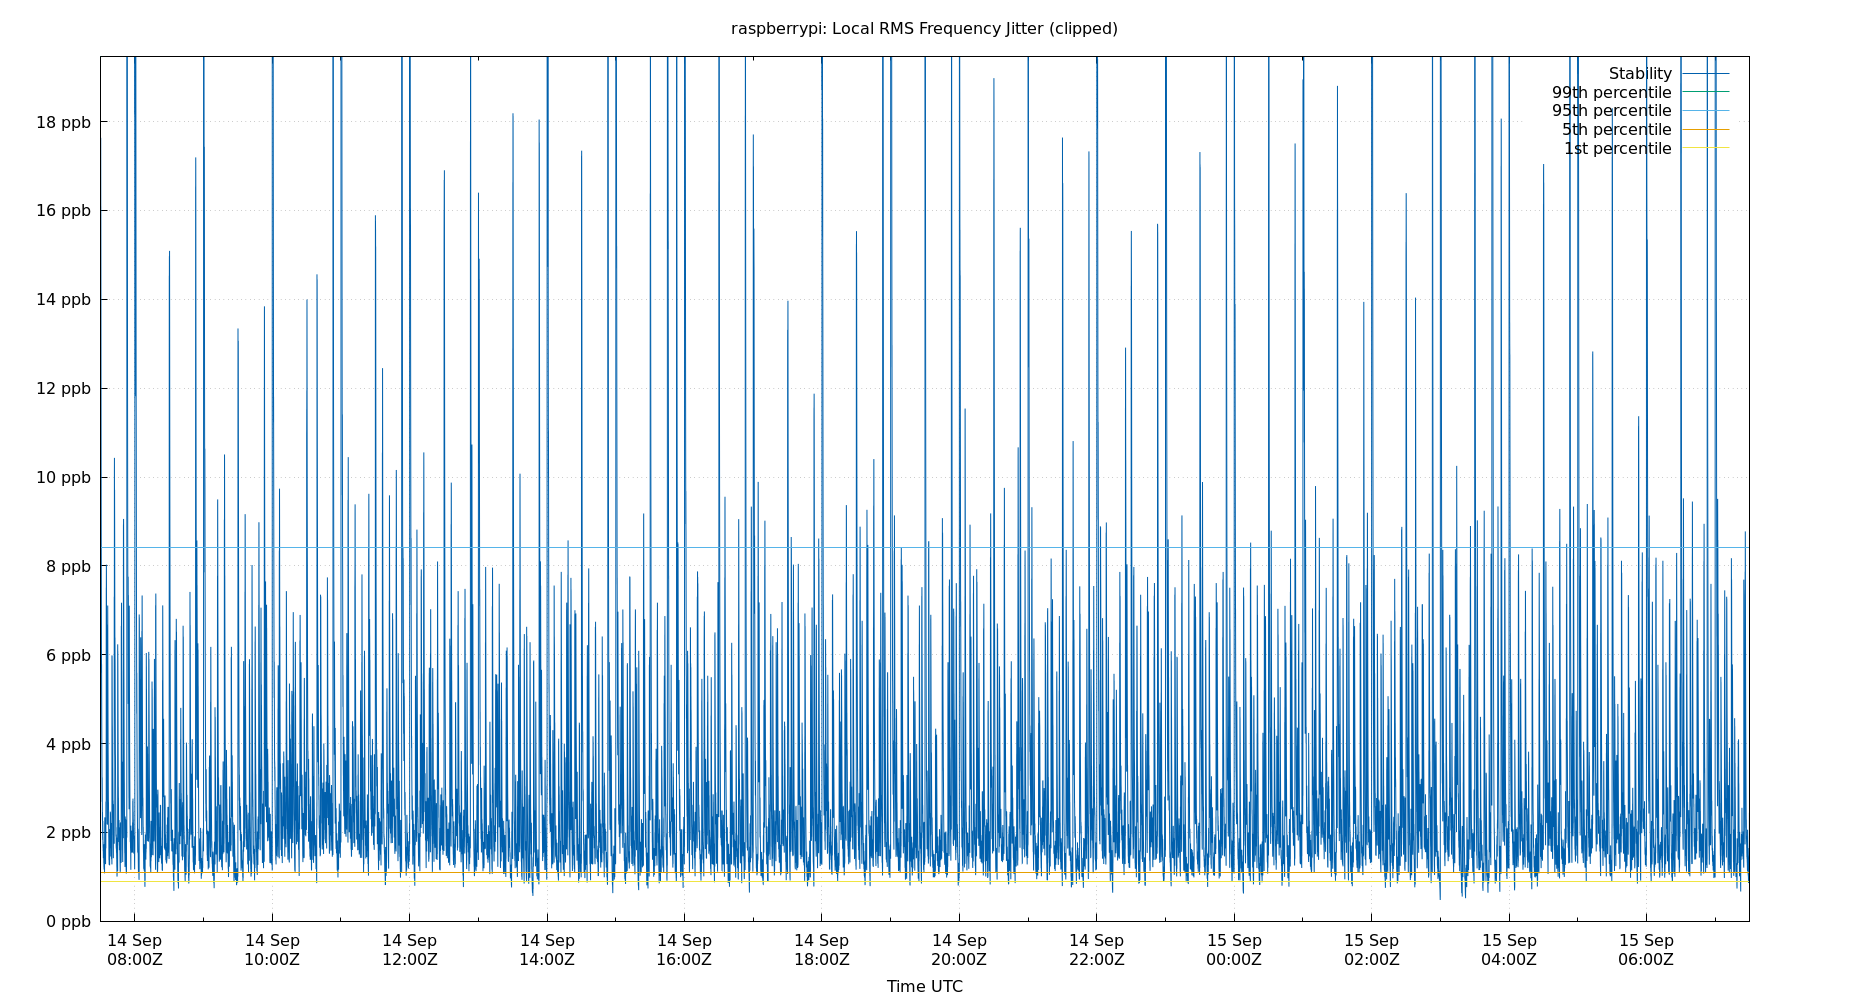 raspberrypi: Local RMS Frequency Jitter (clipped)
Stability
99th percentile
95th percentile
5th percentile
1st percentile
18 ppb
16 ppb
14 ppb
12 ppb
10 ppb
8 ppb
6 ppb
4 ppb
2 ppb
0 ppb
14 Sep 14 Sep 14 Sep 14 Sep 14 Sep 14 Sep 14 Sep 14 Sep 15 Sep 15 Sep 15 Sep 15 Sep
08:00Z 10:00Z 12:00Z 14:00Z 16:00Z 18:00Z 20:00Z 22:00Z 00:00Z 02:00Z 04:00Z 06:00Z
Time UTC